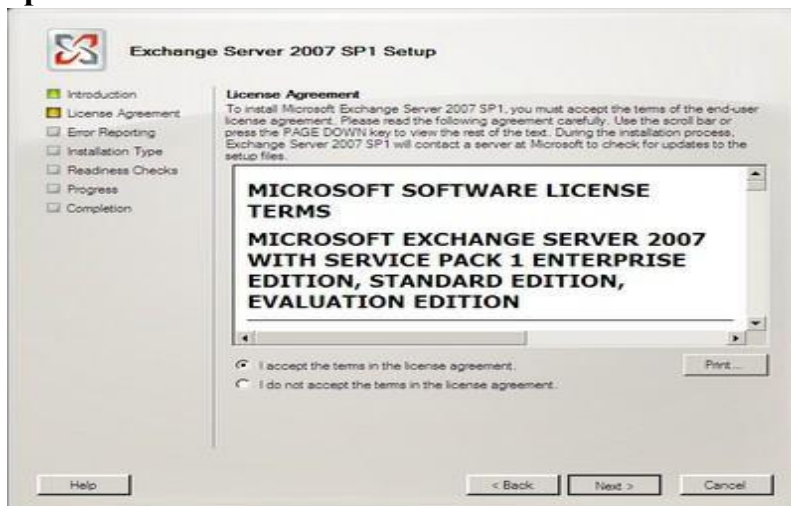 Exchange Server 2007 SP1 Setup
Introduction
License Agreement
Error Reporting
Installation Type
Readiness Checks
Progress
Completion
License Agreement
To install Microsoft Exchange Server 2007 SP1, you must accept the terms of the end-user
license agreement. Please read the following agreement carefully. Use the scroll bar or
press the PAGE DOWN key to view the rest of the text. During the installation process,
Exchange Server 2007 SP1 will contact a server at Microsoft to check for updates to the
setup files.
MICROSOFT SOFTWARE LICENSE
TERMS
MICROSOFT EXCHANGE SERVER 2007
WITH SERVICE PACK 1 ENTERPRISE
EDITION, STANDARD EDITION,
EVALUATION EDITION
I accept the terms in the license agreement.
Print...
I do not accept the terms in the license agreement.
Help
< Back
Next >
Cancel